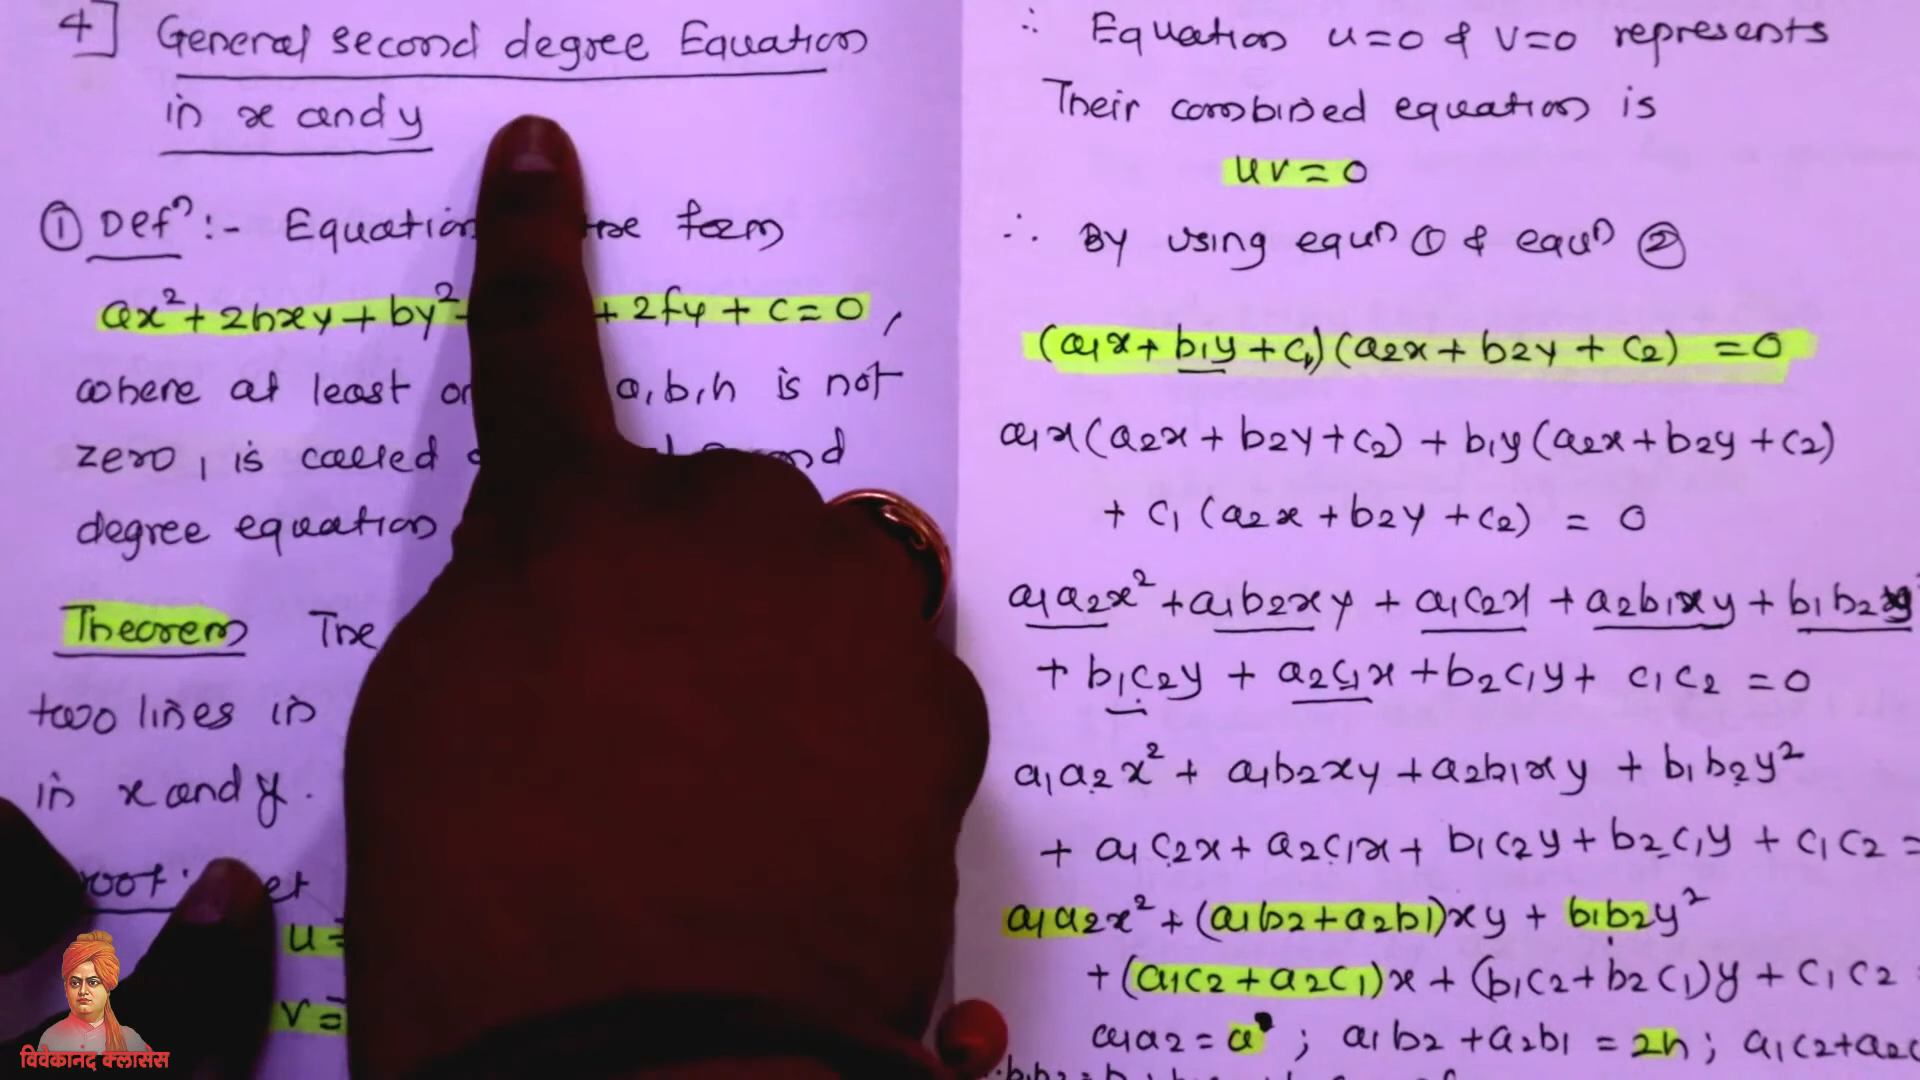 4] General second degree Equation
in x and y
① Defⁿ :- Equation the form
ax² + 2hxy + by² + 2fy + c = 0 ,
where at least a, b, h is not
zero, is called
degree equation
Theorem The
two lines in
in x and y.
u =
v =
∴ Equation u=0 & v=0 represents
Their combined equation is
uv = 0
∴ By using equⁿ ① & equⁿ ②
(a1x + b1y + c1) (a2x + b2y + c2) = 0
a1x (a2x + b2y + c2) + b1y (a2x + b2y + c2)
+ c1 (a2x + b2y + c2) = 0
a1a2x² + a1b2xy + a1c2x + a2b1xy + b1b2y
+ b1c2y + a2c1x + b2c1y + c1c2 = 0
a1a2x² + a1b2xy + a2b1xy + b1b2y²
+ a1c2x + a2c1x + b1c2y + b2c1y + c1c2 =
a1a2x² + (a1b2 + a2b1)xy + b1b2y²
+ (a1c2 + a2c1)x + (b1c2 + b2c1)y + c1c2
a1a2 = a ; a1b2 + a2b1 = 2h ; a1c2 + a2c
विवेकानंद क्लासेस